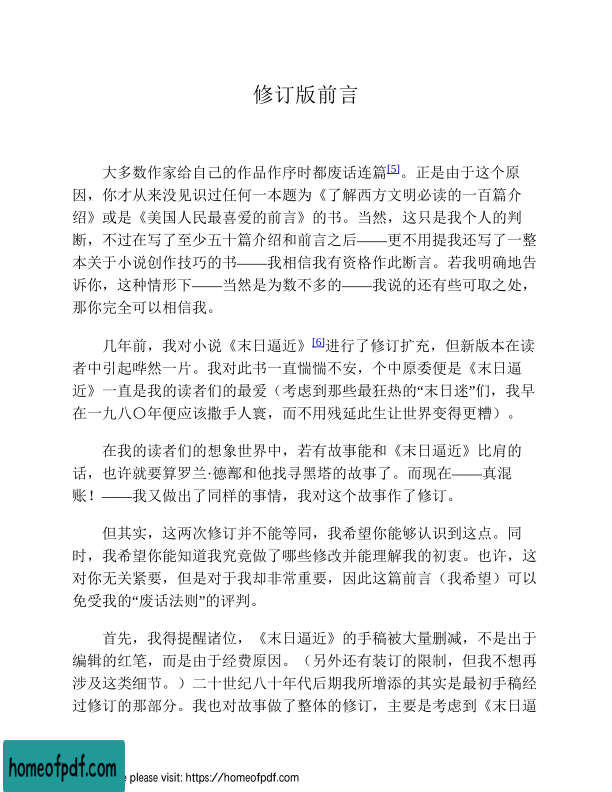 修订版前言
大多数作家给自己的作品作序时都废话连篇[5]。正是由于这个原
因，你才从来没见识过任何一本题为《了解西方文明必读的一百篇介
绍》或是《美国人民最喜爱的前言》的书。当然，这只是我个人的判
断，不过在写了至少五十篇介绍和前言之后——更不用提我还写了一整
本关于小说创作技巧的书——我相信我有资格作此断言。若我明确地告
诉你，这种情形下——当然是为数不多的——我说的还有些可取之处，
那你完全可以相信我。
几年前，我对小说《末日逼近》[6]进行了修订扩充，但新版本在读
者中引起哗然一片。我对此书一直惴惴不安，个中原委便是《末日逼
近》一直是我的读者们的最爱（考虑到那些最狂热的“末日迷”们，我早
在一九八〇年便应该撒手人寰，而不用残延此生让世界变得更糟）。
在我的读者们的想象世界中，若有故事能和《末日逼近》比肩的
话，也许就要算罗兰·德鄯和他找寻黑塔的故事了。而现在——真混
账！——我又做出了同样的事情，我对这个故事作了修订。
但其实，这两次修订并不能等同，我希望你能够认识到这点。同
时，我希望你能知道我究竟做了哪些修改并能理解我的初衷。也许，这
对你无关紧要，但是对于我却非常重要，因此这篇前言（我希望）可以
免受我的“废话法则”的评判。
首先，我得提醒诸位，《末日逼近》的手稿被大量删减，不是出于
编辑的红笔，而是由于经费原因。（另外还有装订的限制，但我不想再
涉及这类细节。）二十世纪八十年代后期我所增添的其实是最初手稿经
过修订的那部分。我也对故事做了整体的修订，主要是考虑到《末日逼
homeofpdf.com
e please visit: https://homeofpdf.com